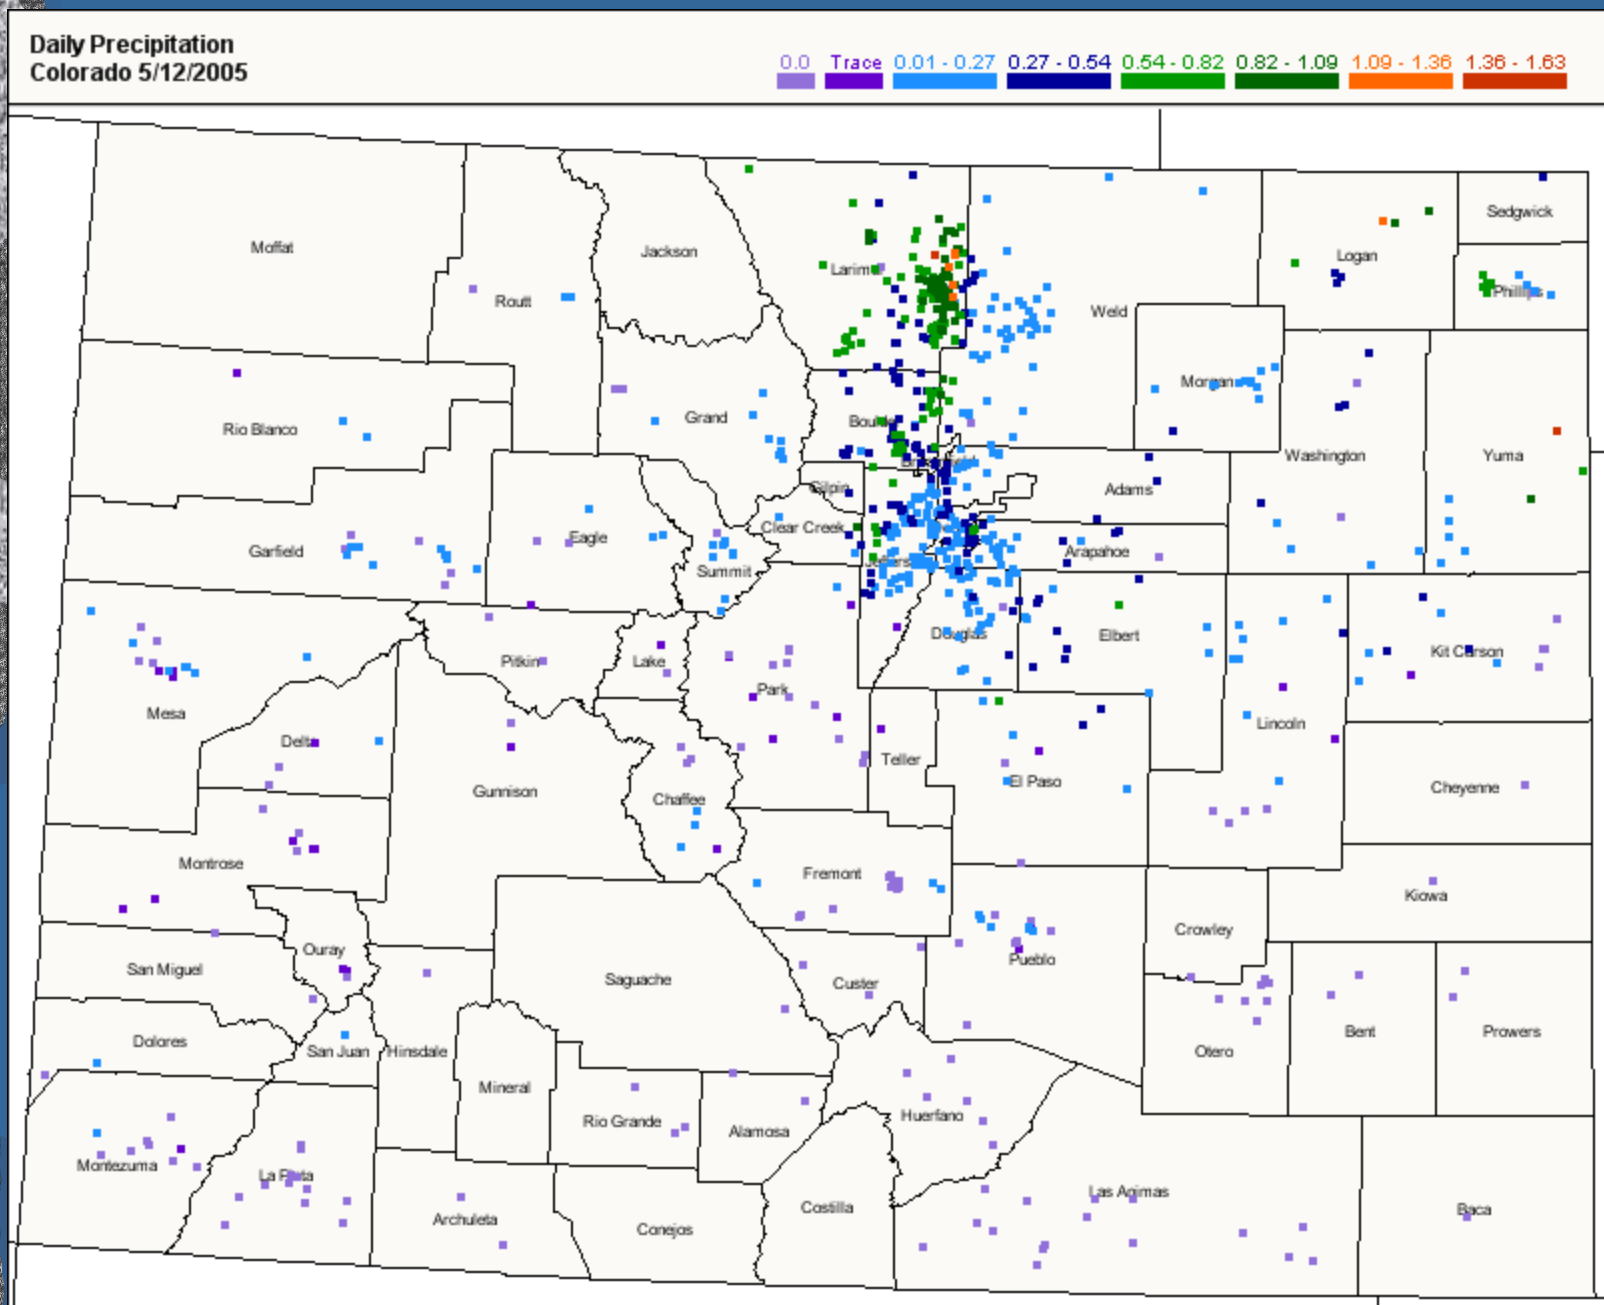 Daily Precipitation
Colorado 5/12/2005
0.0 Trace 0.01 - 0.27 0.27 - 0.54 0.54 - 0.82 0.82 - 1.09 1.09 - 1.36 1.36 - 1.63
Sedgwick
Moffat
Jackson
Logan
Larim
Phillips
Routt
Weld
Morgan
Grand
Boulde
Rio Blanco
Washington
Yuma
Broomfield
Gilpin
Adams
Clear Creek
Eagle
Garfield
Arapahoe
Jeffers
Summit
Douglas
Elbert
Pitkin
Lake
Kit Carson
Park
Mesa
Lincoln
Delta
Teller
El Paso
Gunnison
Cheyenne
Chaffee
Montrose
Fremont
Kiowa
Crowley
Ouray
Pueblo
San Miguel
Saguache
Custer
Dolores
San Juan
Hinsdale
Otero
Bent
Prowers
Mineral
Rio Grande
Alamosa
Huerfano
Montezuma
La Plata
Las Animas
Archuleta
Conejos
Costilla
Baca